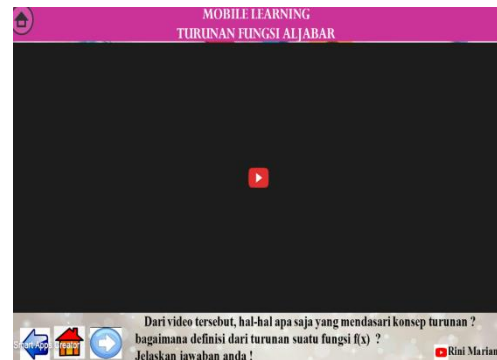 MOBILE LEARNING
TURUNAN FUNGSI ALJABAR
Dari video tersebut, hal-hal apa saja yang mendasari konsep turunan ?
bagaimana definisi dari turunan suatu fungsi f(x) ?
Jelaskan jawaban anda !
Smart Apps Creator
Rini Marian